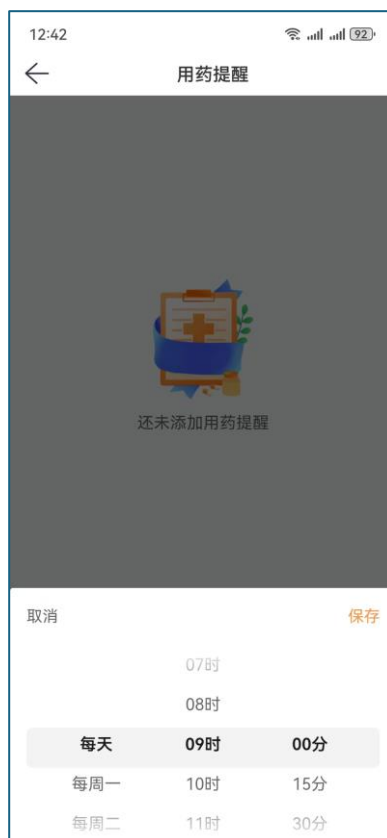 12:42 92
用药提醒
还未添加用药提醒
取消 保存
07时
08时
每天 09时 00分
每周一 10时 15分
每周二 11时 30分